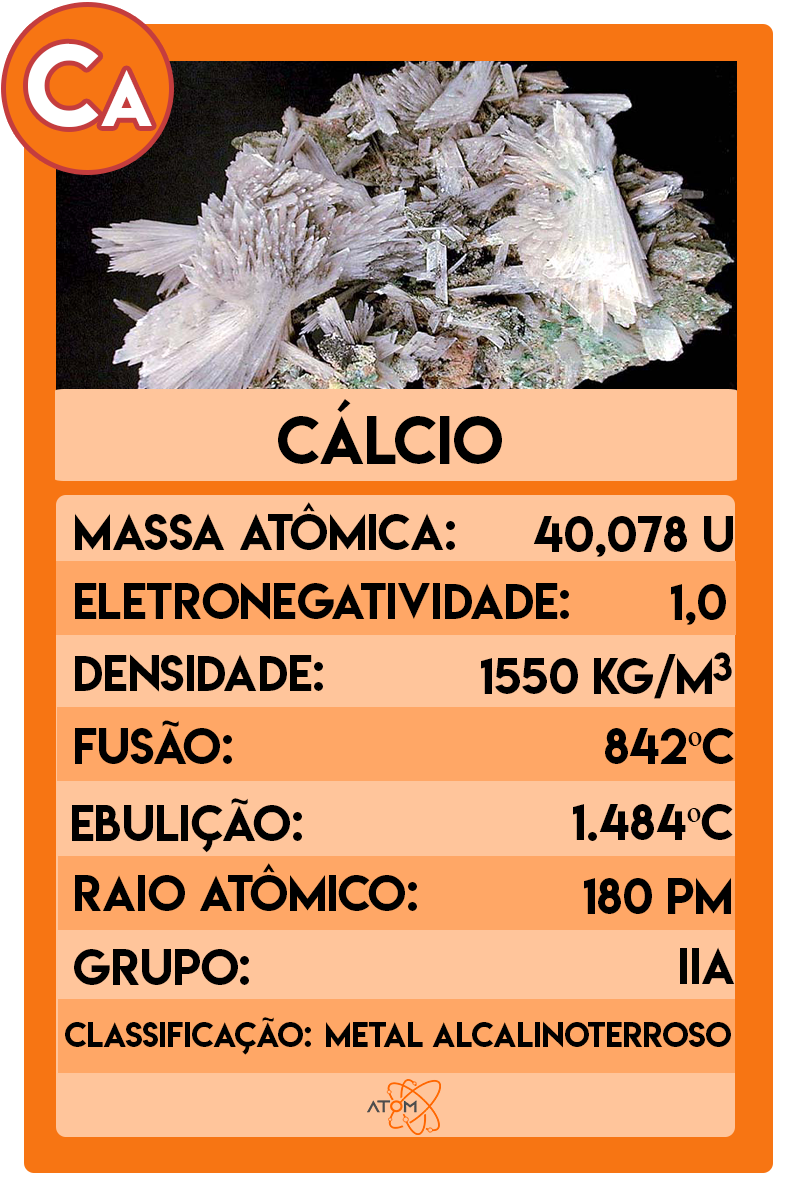 CA
CÁLCIO
MASSA ATÔMICA: 40,078 U
ELETRONEGATIVIDADE: 1,0
DENSIDADE: 1550 KG/M³
FUSÃO: 842ºC
EBULIÇÃO: 1.484ºC
RAIO ATÔMICO: 180 PM
GRUPO: IIA
CLASSIFICAÇÃO: METAL ALCALINOTERROSO
ATOM